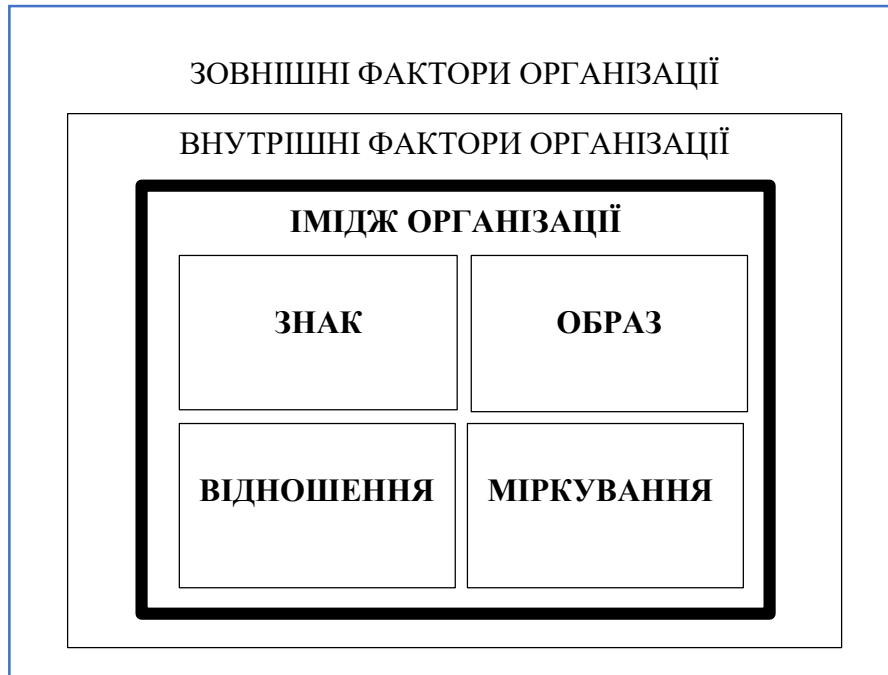 ЗОВНІШНІ ФАКТОРИ ОРГАНІЗАЦІЇ
ВНУТРІШНІ ФАКТОРИ ОРГАНІЗАЦІЇ
ІМІДЖ ОРГАНІЗАЦІЇ
ЗНАК
ОБРАЗ
ВІДНОШЕННЯ
МІРКУВАННЯ